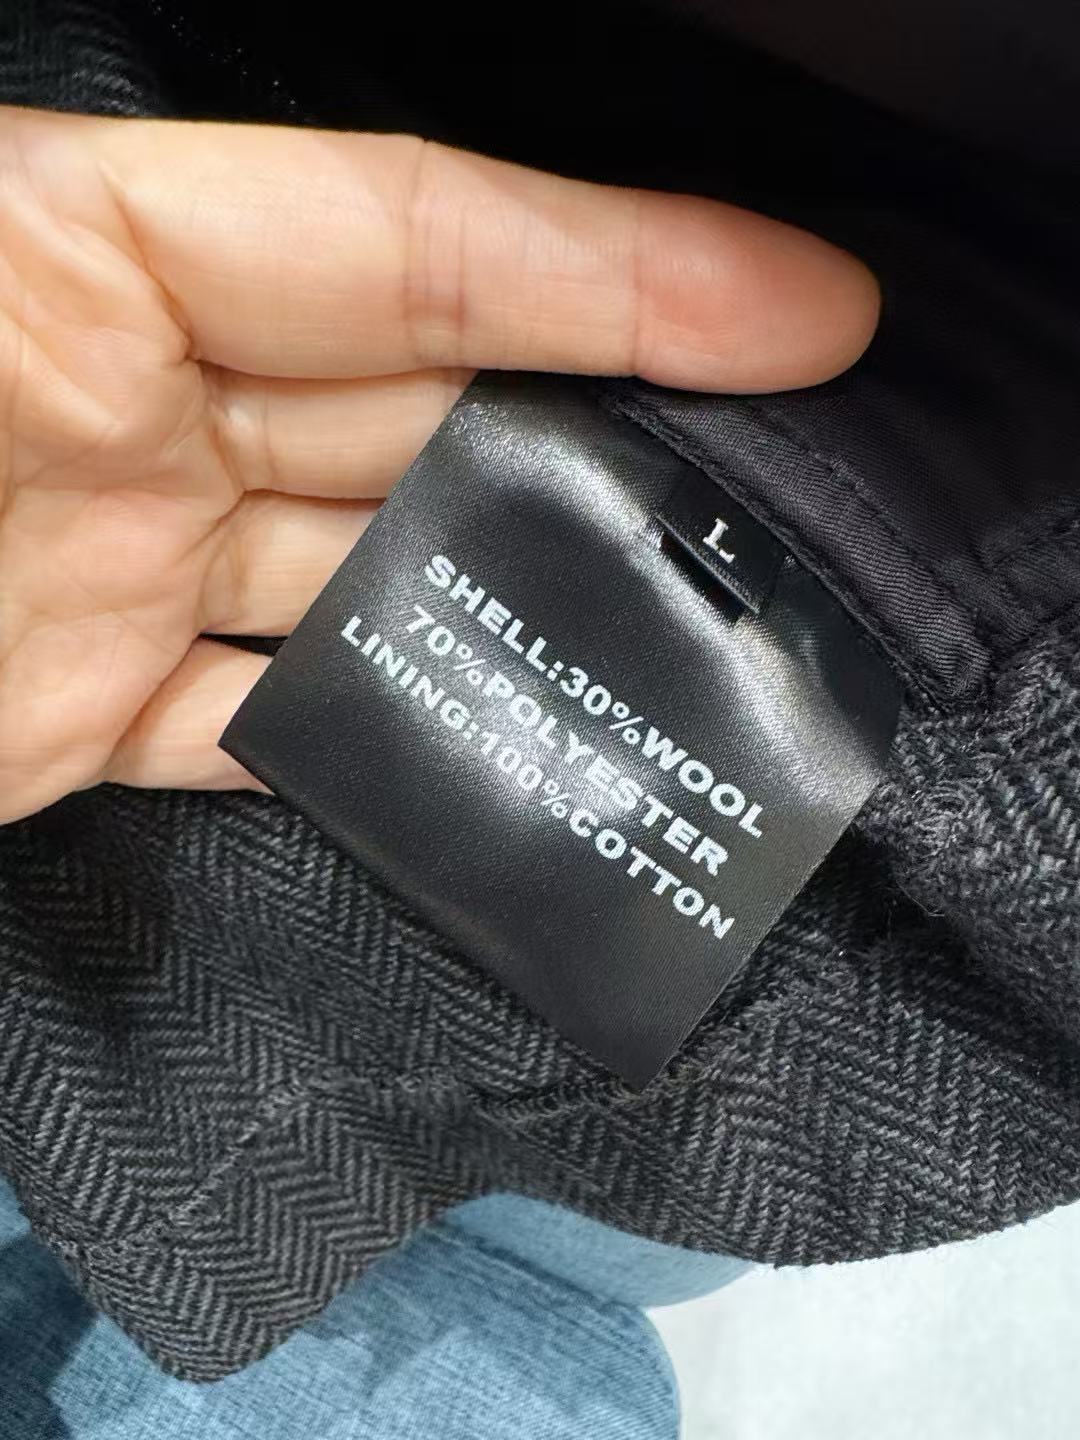 L
SHELL:30%WOOL
70%POLYESTER
LINING:100%COTTON